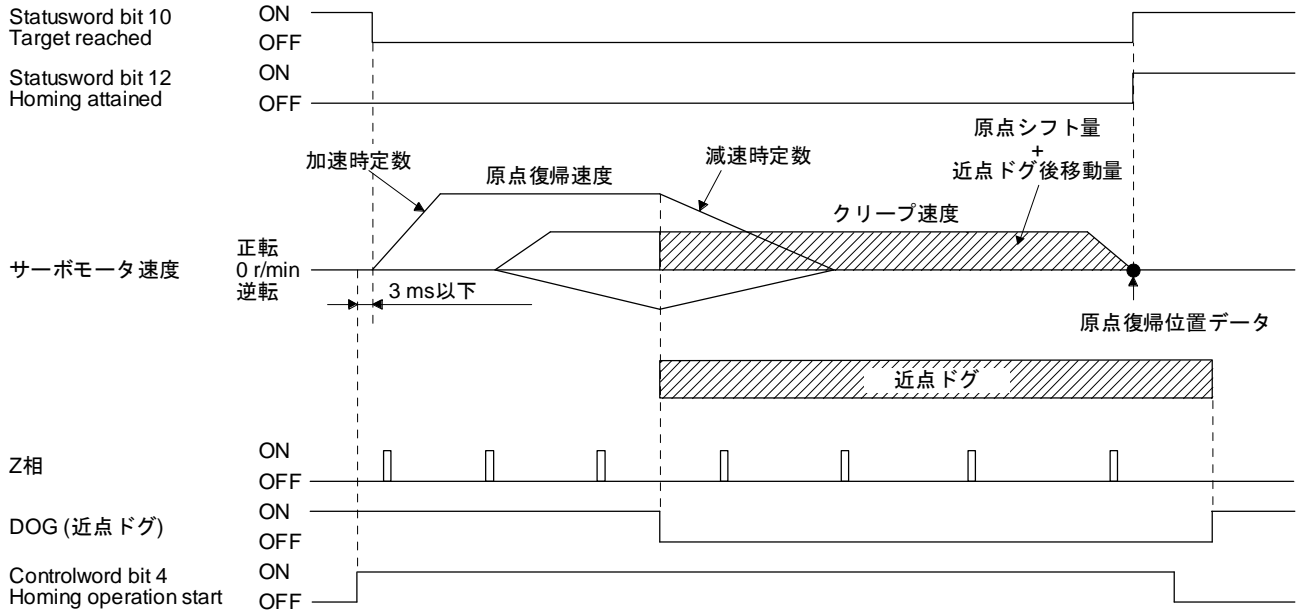 Statusword bit 10
Target reached
ON
OFF
Statusword bit 12
Homing attained
ON
OFF
原点シフト量
+
近点ドグ後移動量
加速時定数
原点復帰速度
減速時定数
クリープ速度
サーボモータ速度
正転
0 r/min
逆転
3 ms以下
原点復帰位置データ
近点ドグ
Z相
ON
OFF
DOG (近点ドグ)
ON
OFF
Controlword bit 4
Homing operation start
ON
OFF